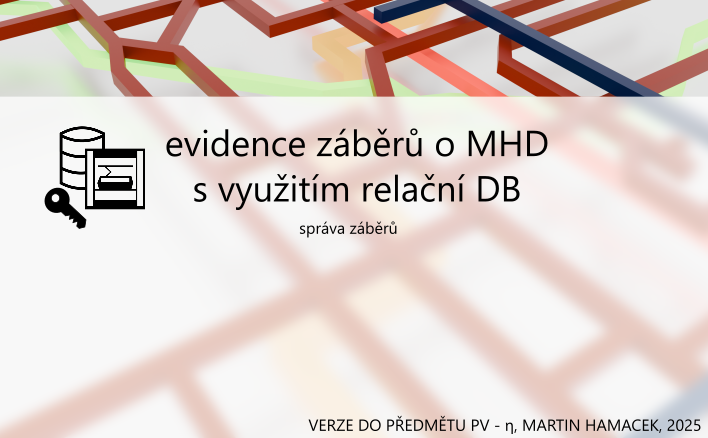 evidence záběrů o MHD
s využitím relační DB
správa záběrů
VERZE DO PŘEDMĚTU PV - η, MARTIN HAMACEK, 2025